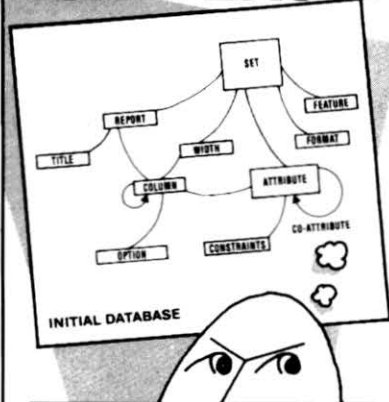 SET
REPORT
FEATURE
TITLE
WIDTH
FORMAT
COLUMN
ATTRIBUTE
CO-ATTRIBUTE
OPTION
CONSTRAINTS
INITIAL DATABASE